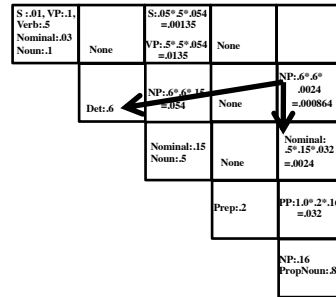 S :.01, VP:.1,
Verb:.5
Nominal:.03
Noun:.1
None
S:.05*.5*.054
=.00135
VP:.5*.5*.054
=.0135
None
Det:.6
NP:.6*.6*.15
=.054
None
NP:.6*.6*
.0024
=.000864
Nominal:.15
Noun:.5
None
Nominal:
.5*.15*.032
=.0024
Prep:.2
PP:1.0*.2*.16
=.032
NP:.16
PropNoun:.8